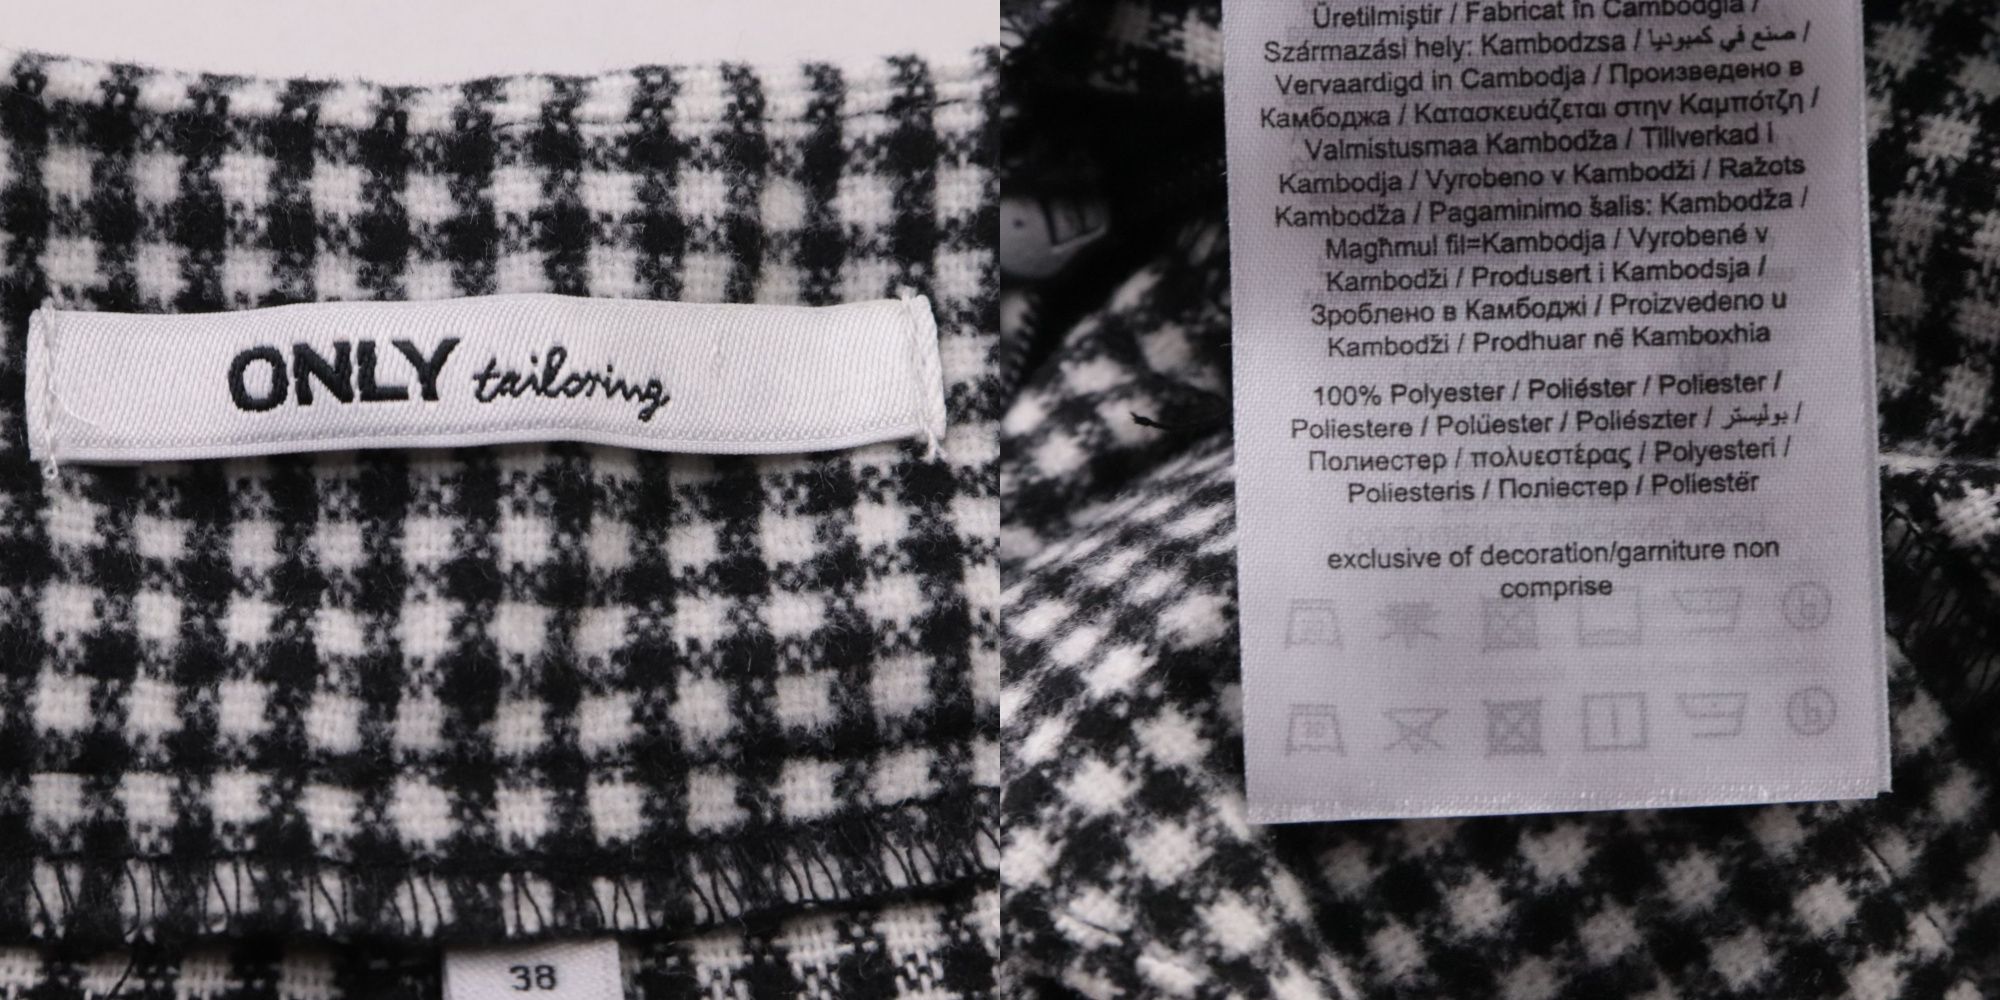 ONLY tailoring
38
Üretilmiştir / Fabricat în Cambodgia /
Származási hely: Kambodzsa / صنع في كمبوديا /
Vervaardigd in Cambodja / Произведено в
Камбоджа / Κατασκευάζεται στην Καμπότζη /
Valmistusmaa Kambodža / Tillverkad i
Kambodja / Vyrobeno v Kambodži / Ražots
Kambodža / Pagaminimo šalis: Kambodža /
Magħmul fil=Kambodja / Vyrobené v
Kambodži / Produsert i Kambodsja /
Зроблено в Камбоджі / Proizvedeno u
Kambodži / Prodhuar në Kamboxhia
100% Polyester / Poliéster / Poliester /
Poliestere / Polüester / Poliészter / بوليستر /
Полиестер / πολυεστέρας / Polyesteri /
Poliesteris / Поліестер / Poliestër
exclusive of decoration/garniture non
comprise